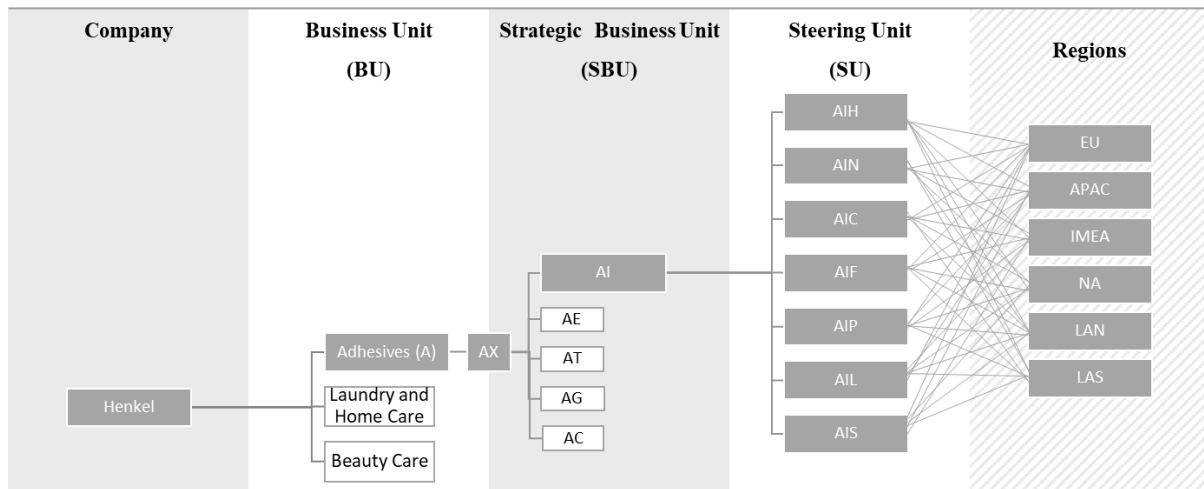 Company
Business Unit
(BU)
Strategic Business Unit
(SBU)
Steering Unit
(SU)
Regions
Henkel
Adhesives (A)
Laundry and
Home Care
Beauty Care
AX
AI
AE
AT
AG
AC
AIH
AIN
AIC
AIF
AIP
AIL
AIS
EU
APAC
IMEA
NA
LAN
LAS